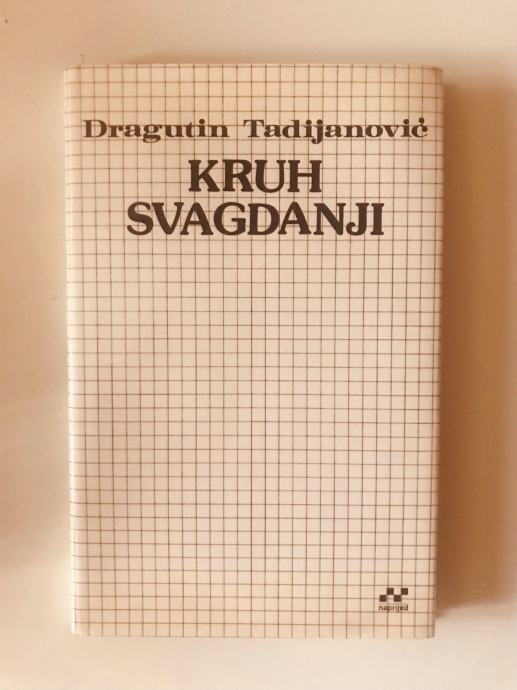 Dragutin Tadijanović
KRUH
SVAGDANJI
naprijed